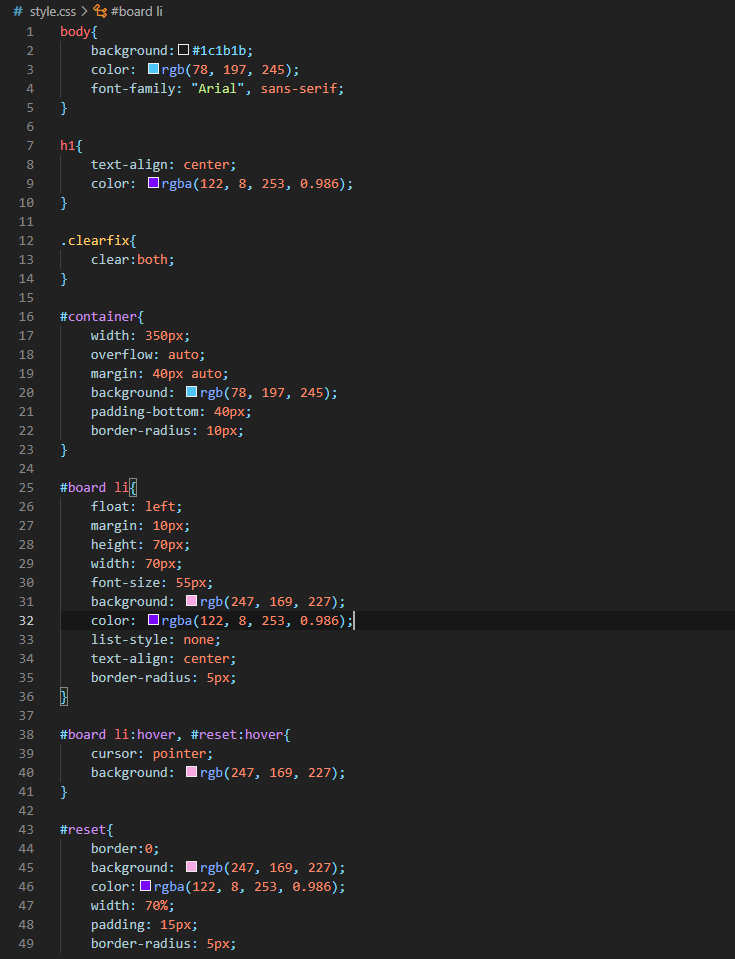 # style.css > #board li
1 body{
2 background: #1c1b1b;
3 color: rgb(78, 197, 245);
4 font-family: "Arial", sans-serif;
5 }
6
7 h1{
8 text-align: center;
9 color: rgba(122, 8, 253, 0.986);
10 }
11
12 .clearfix{
13 clear:both;
14 }
15
16 #container{
17 width: 350px;
18 overflow: auto;
19 margin: 40px auto;
20 background: rgb(78, 197, 245);
21 padding-bottom: 40px;
22 border-radius: 10px;
23 }
24
25 #board li{
26 float: left;
27 margin: 10px;
28 height: 70px;
29 width: 70px;
30 font-size: 55px;
31 background: rgb(247, 169, 227);
32 color: rgba(122, 8, 253, 0.986);
33 list-style: none;
34 text-align: center;
35 border-radius: 5px;
36 }
37
38 #board li:hover, #reset:hover{
39 cursor: pointer;
40 background: rgb(247, 169, 227);
41 }
42
43 #reset{
44 border:0;
45 background: rgb(247, 169, 227);
46 color: rgba(122, 8, 253, 0.986);
47 width: 70%;
48 padding: 15px;
49 border-radius: 5px;